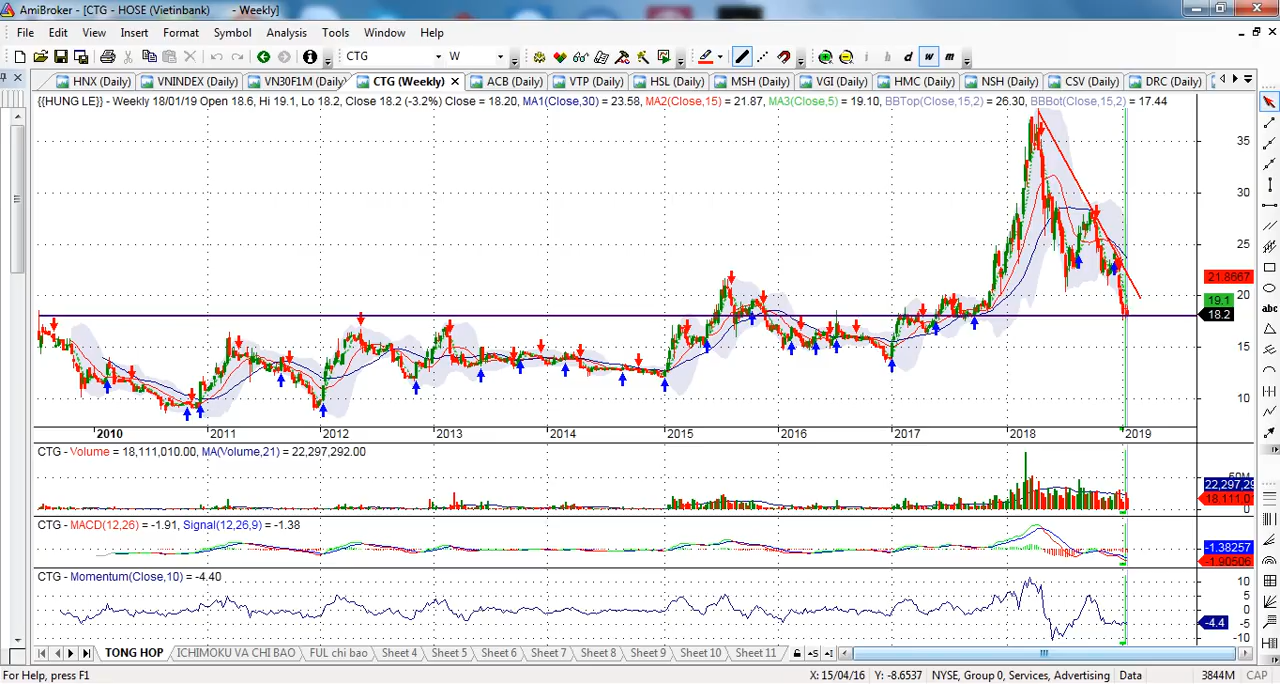 AmiBroker - [CTG - HOSE (Vietinbank) - Weekly]
File Edit View Insert Format Symbol Analysis Tools Window Help
CTG W i h d w m
HNX (Daily) VNINDEX (Daily) VN30F1M (Daily) CTG (Weekly) ACB (Daily) VTP (Daily) HSL (Daily) MSH (Daily) VGI (Daily) HMC (Daily) NSH (Daily) CSV (Daily) DRC (Daily)
{{HUNG LE}} - Weekly 18/01/19 Open 18.6, Hi 19.1, Lo 18.2, Close 18.2 (-3.2%) Close = 18.20, MA1(Close,30) = 23.58, MA2(Close,15) = 21.87, MA3(Close,5) = 19.10, BBTop(Close,15,2) = 26.30, BBBot(Close,15,2) = 17.44
35
30
25
21.8667
20
19.1
18.2
15
abc
10
2010 2011 2012 2013 2014 2015 2016 2017 2018 2019
CTG - Volume = 18,111,010.00, MA(Volume,21) = 22,297,292.00
50M
22,297,29
18,111,01
0
CTG - MACD(12,26) = -1.91, Signal(12,26,9) = -1.38
-1.38257
-1.90506
CTG - Momentum(Close,10) = -4.40
10
5
0
-4.4
-5
-10
TONG HOP ICHIMOKU VA CHI BAO FUL chi bao Sheet 4 Sheet 5 Sheet 6 Sheet 7 Sheet 8 Sheet 9 Sheet 10 Sheet 11
For Help, press F1 X: 15/04/16 Y: -8.6537 NYSE, Group 0, Services, Advertising Data 3844M CAP